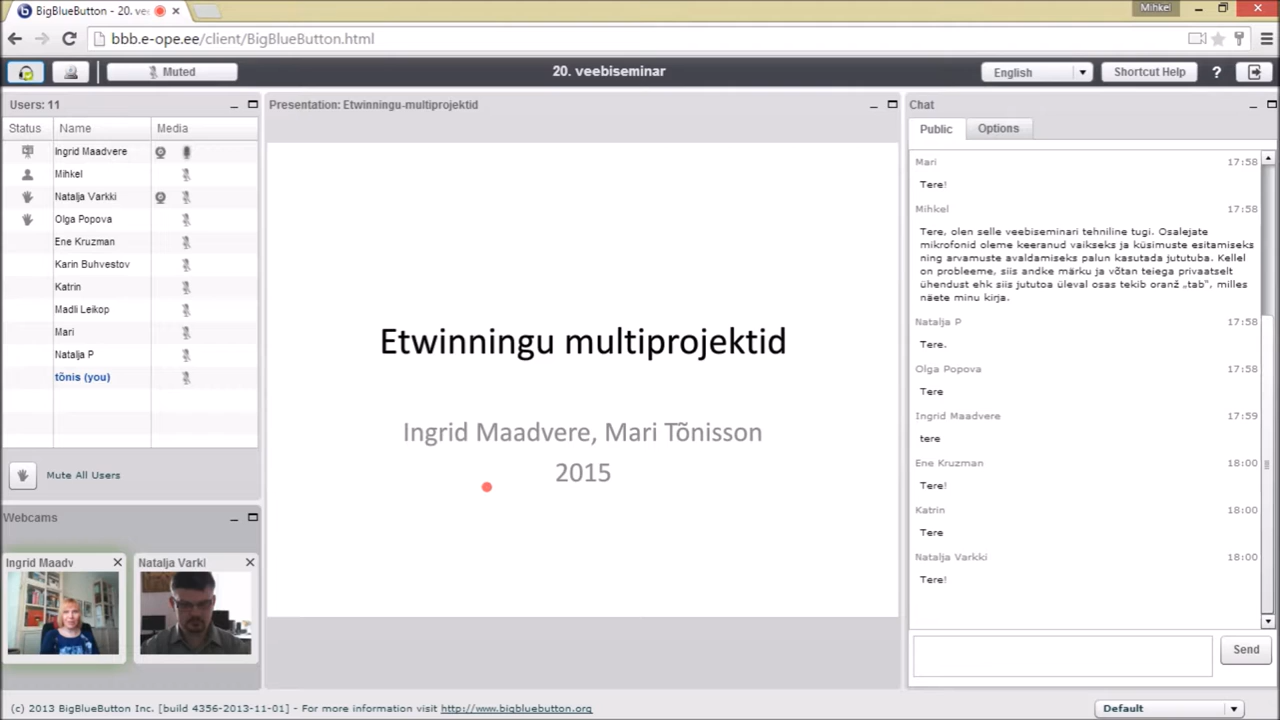 BigBlueButton - 20. vee
Mihkel
bbb.e-ope.ee/client/BigBlueButton.html
Muted
20. veebiseminar
English
Shortcut Help
?
Users: 11
Status Name Media
Ingrid Maadvere
Mihkel
Natalja Varkki
Olga Popova
Ene Kruzman
Karin Buhvestov
Katrin
Madli Leikop
Mari
Natalja P
tõnis (you)
Mute All Users
Webcams
Ingrid Maadv
Natalja Varkl
Presentation: Etwinningu-multiprojektid
Etwinningu multiprojektid
Ingrid Maadvere, Mari Tõnisson
2015
Chat
Public Options
Mari 17:58
Tere!
Mihkel 17:58
Tere, olen selle veebiseminari tehniline tugi. Osalejate
mikrofonid oleme keeranud vaikseks ja küsimuste esitamiseks
ning arvamuste avaldamiseks palun kasutada jututuba. Kellel
on probleeme, siis andke märku ja võtan teiega privaatselt
ühendust ehk siis jututoa üleval osas tekib oranž „tab“, milles
näete minu kirja.
Natalja P 17:58
Tere.
Olga Popova 17:58
Tere
Ingrid Maadvere 17:59
tere
Ene Kruzman 18:00
Tere!
Katrin 18:00
Tere
Natalja Varkki 18:00
Tere!
Send
(c) 2013 BigBlueButton Inc. [build 4356-2013-11-01] - For more information visit http://www.bigbluebutton.org
Default